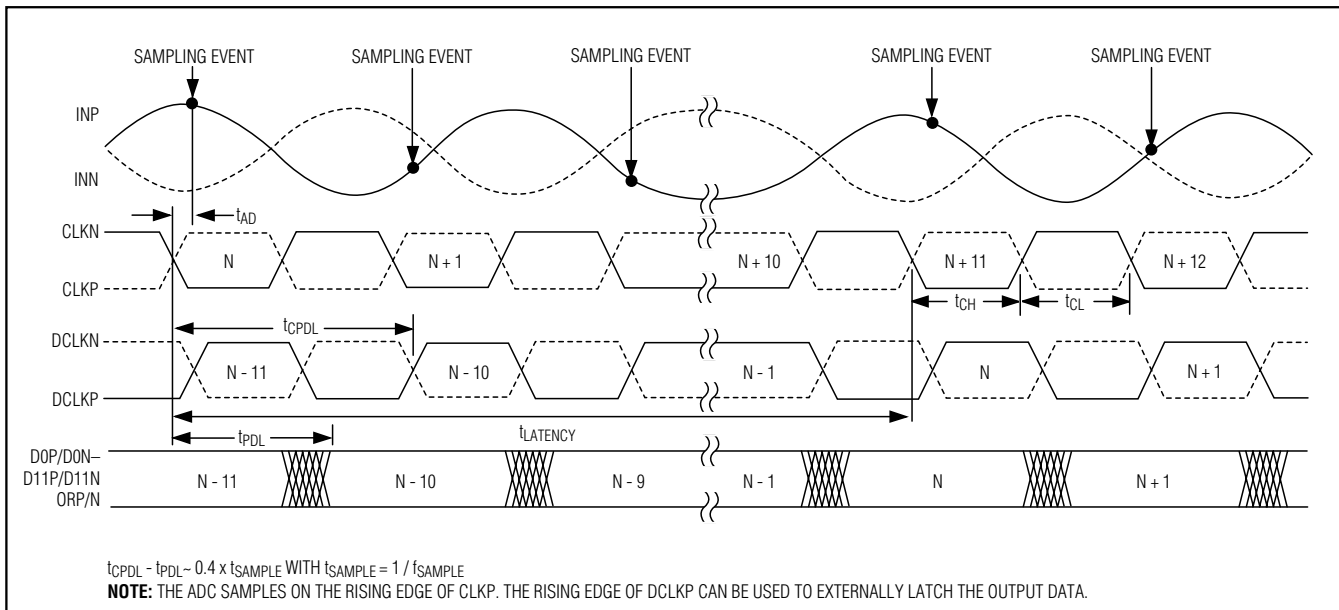 SAMPLING EVENT SAMPLING EVENT SAMPLING EVENT SAMPLING EVENT SAMPLING EVENT
INP
INN
tAD
CLKN
N N + 1 N + 10 N + 11 N + 12
CLKP
tCH tCL
tCPDL
DCLKN
N - 11 N - 10 N - 1 N N + 1
DCLKP
tLATENCY
tPDL
D0P/D0N–
D11P/D11N
ORP/N
N - 11 N - 10 N - 9 N - 1 N N + 1
tCPDL - tPDL~ 0.4 x tSAMPLE WITH tSAMPLE = 1 / fSAMPLE
NOTE: THE ADC SAMPLES ON THE RISING EDGE OF CLKP. THE RISING EDGE OF DCLKP CAN BE USED TO EXTERNALLY LATCH THE OUTPUT DATA.